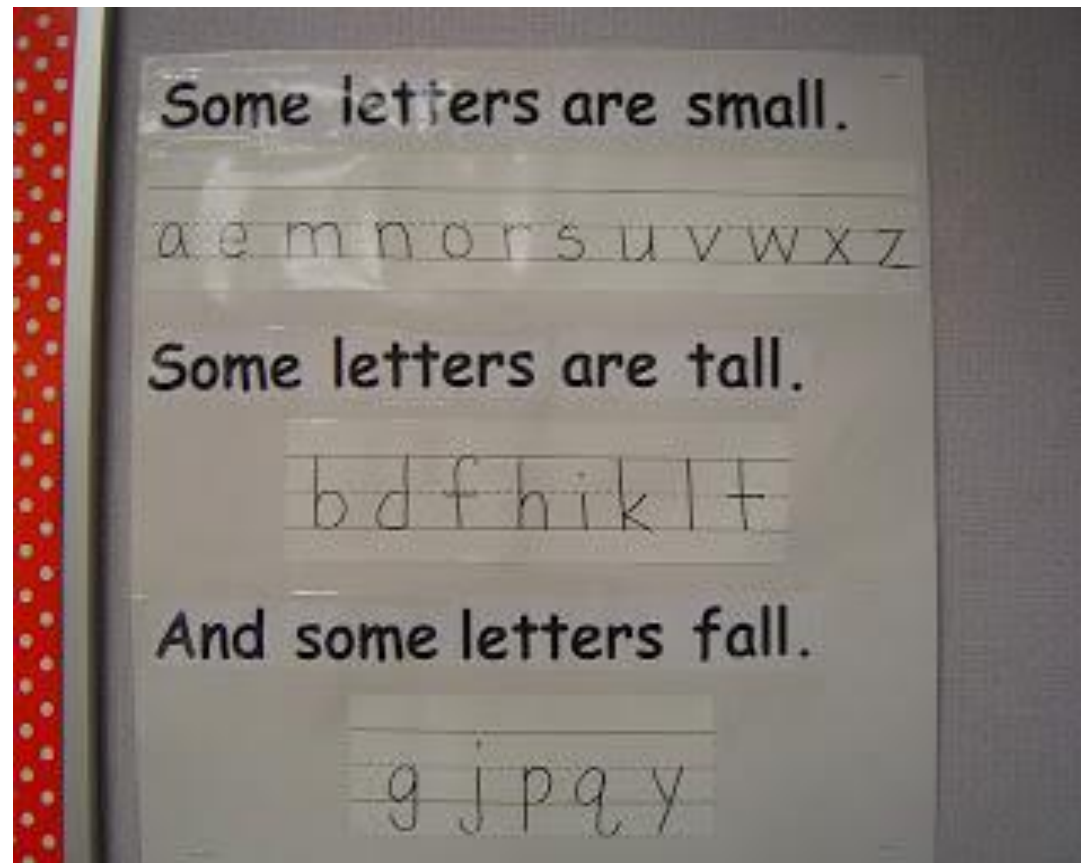 Some letters are small.
a e m n o r s u v w x z
Some letters are tall.
b d f h i k l t
And some letters fall.
g j p q y